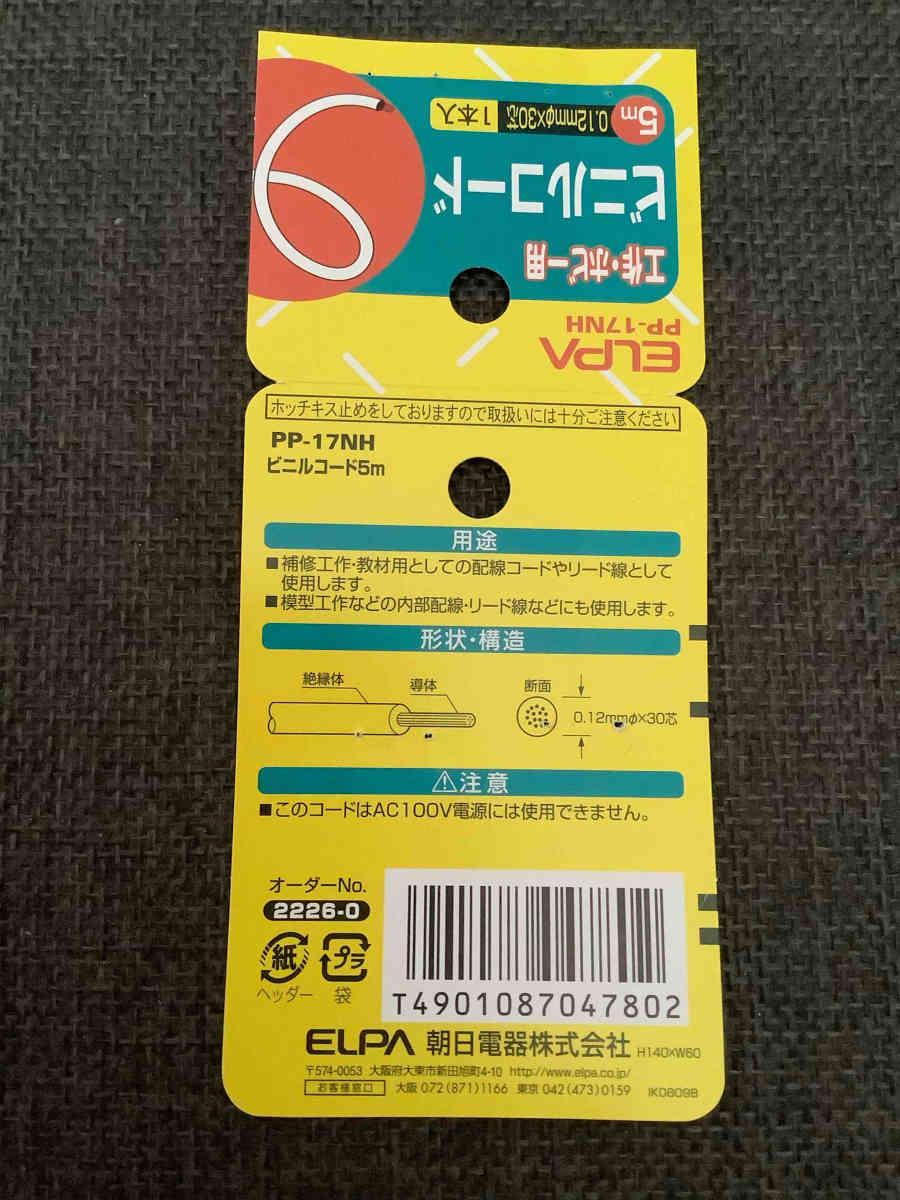 ELPA
PP-17NH
工作・ホビー用
ビニルコード
5m
0.12mmφ×30芯
1本入
ホッチキス止めをしておりますので取扱いには十分ご注意ください
PP-17NH
ビニルコード5m
用途
■補修工作・教材用としての配線コードやリード線として
使用します。
■模型工作などの内部配線・リード線などにも使用します。
形状・構造
絶縁体
導体
断面
0.12mmφ×30芯
⚠注意
■このコードはAC100V電源には使用できません。
オーダーNo.
2226-0
紙
プラ
ヘッダー
袋
T4901087047802
ELPA 朝日電器株式会社 H140×W60
〒574-0053 大阪府大東市新田旭町4-10 http://www.elpa.co.jp/
お客様窓口 大阪 072(871)1166 東京 042(473)0159 IKD809B